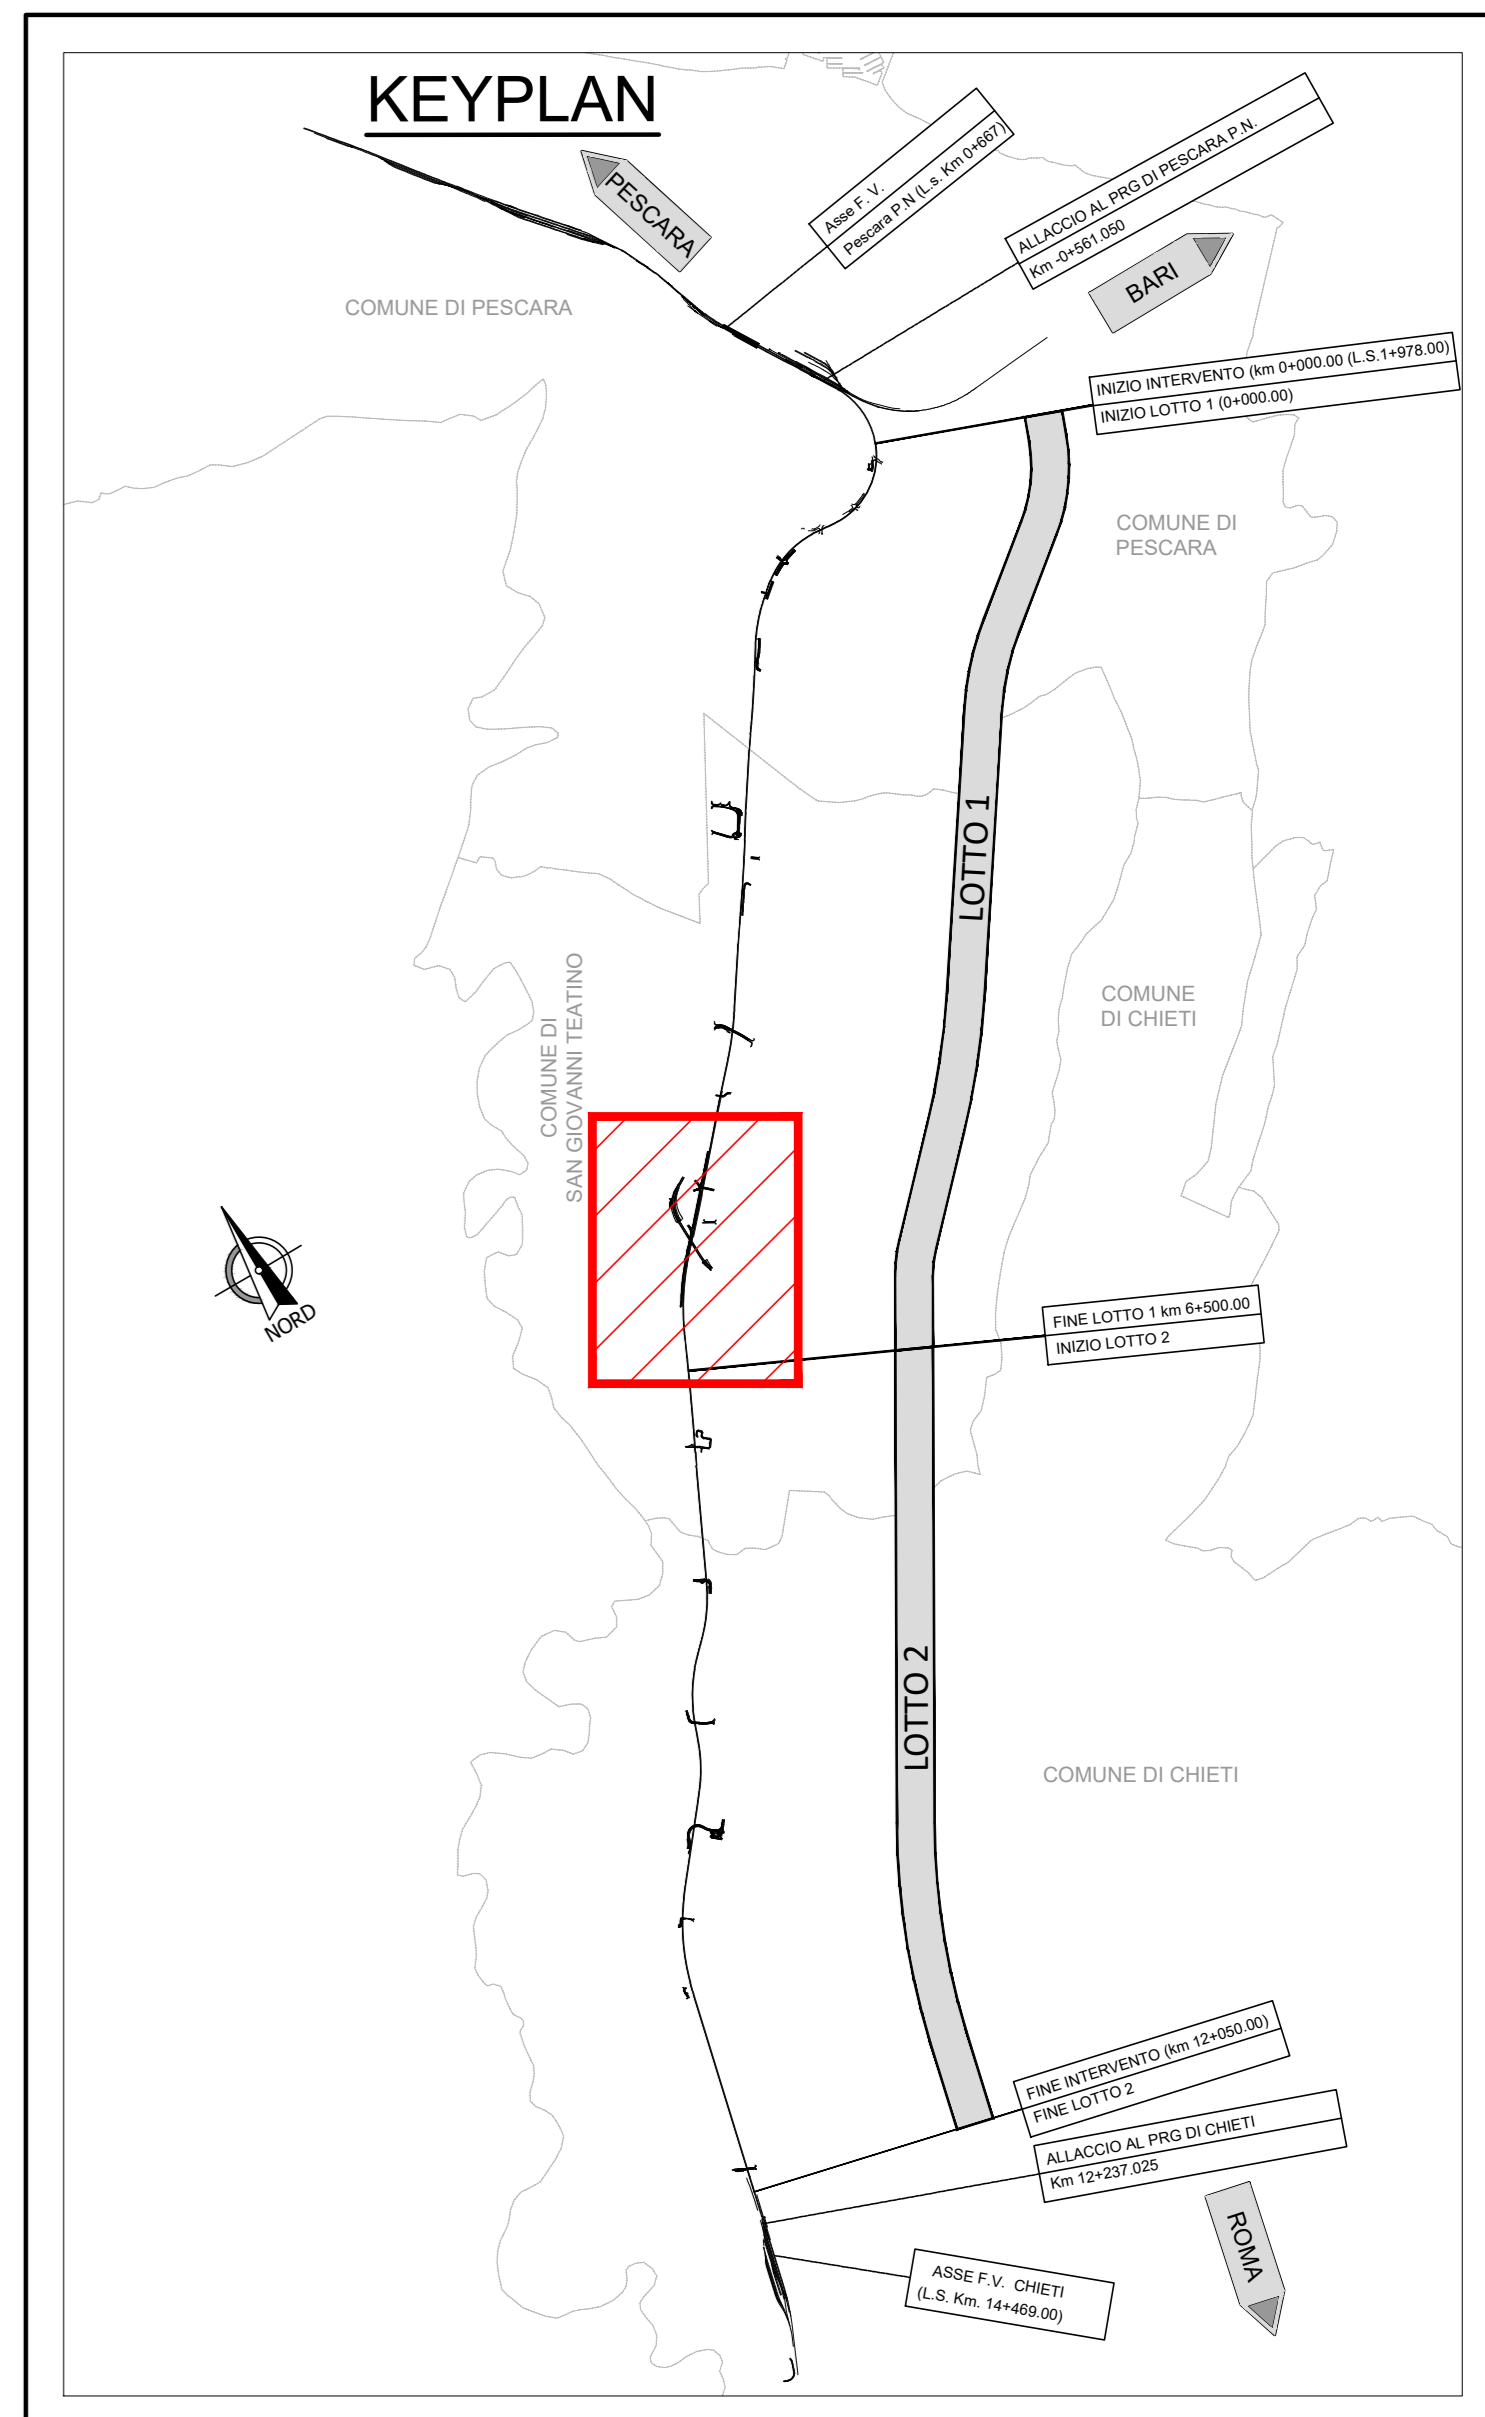 KEYPLAN
PESCARA
Asse F. V.
Pescara P.N (L.s. Km 0+667)
ALLACCIO AL PRG DI PESCARA P.N.
Km -0+561.050
BARI
COMUNE DI PESCARA
INIZIO INTERVENTO (km 0+000.00 (L.S.1+978.00)
INIZIO LOTTO 1 (0+000.00)
COMUNE DI
PESCARA
LOTTO 1
COMUNE DI
SAN GIOVANNI TEATINO
COMUNE
DI CHIETI
NORD
FINE LOTTO 1 km 6+500.00
INIZIO LOTTO 2
LOTTO 2
COMUNE DI CHIETI
FINE INTERVENTO (km 12+050.00)
FINE LOTTO 2
ALLACCIO AL PRG DI CHIETI
Km 12+237.025
ROMA
ASSE F.V. CHIETI
(L.S. Km. 14+469.00)